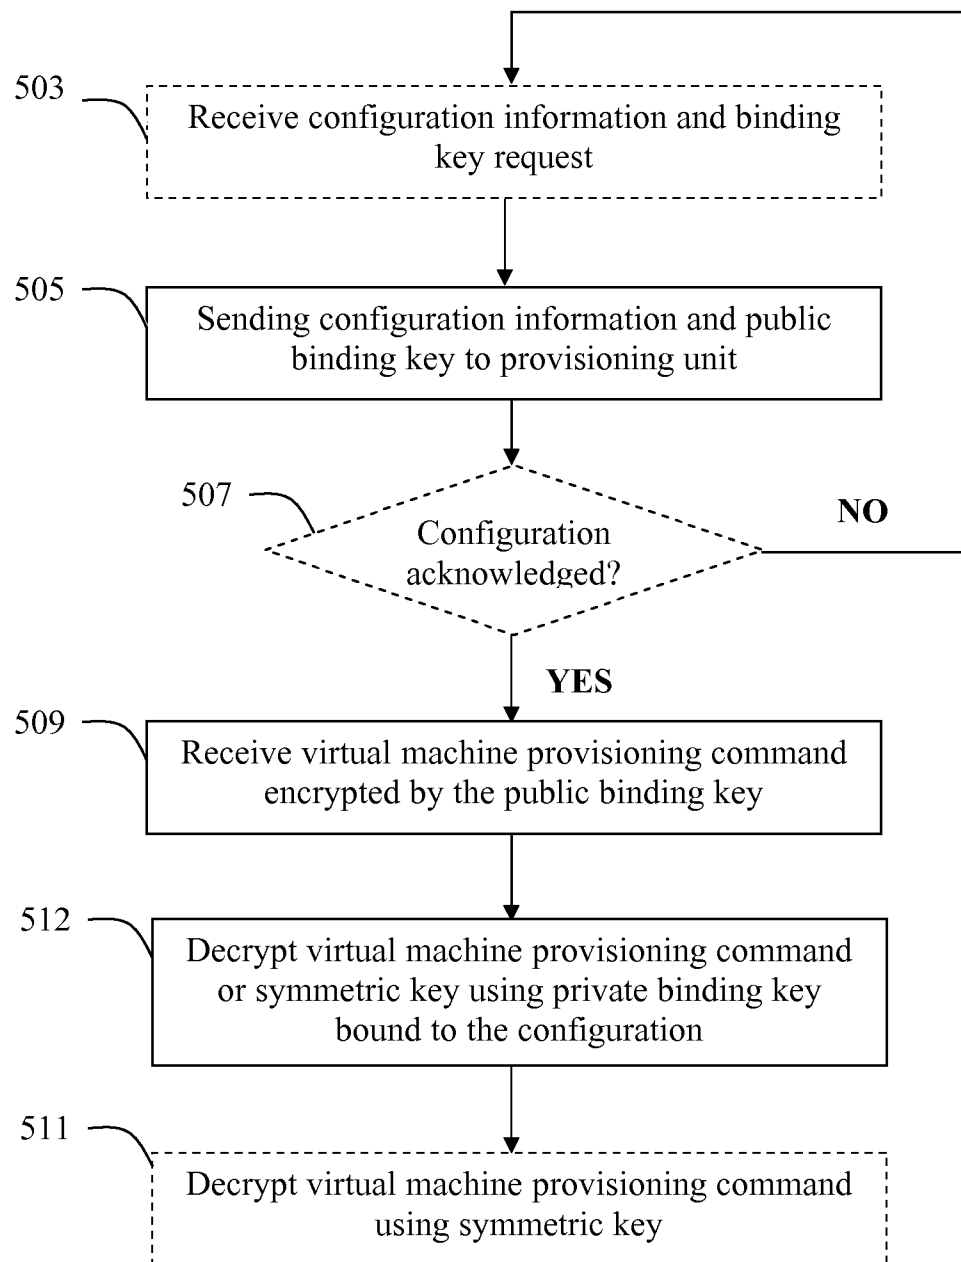 503
Receive configuration information and binding
key request
505
Sending configuration information and public
binding key to provisioning unit
507
Configuration
acknowledged?
NO
YES
509
Receive virtual machine provisioning command
encrypted by the public binding key
512
Decrypt virtual machine provisioning command
or symmetric key using private binding key
bound to the configuration
511
Decrypt virtual machine provisioning command
using symmetric key